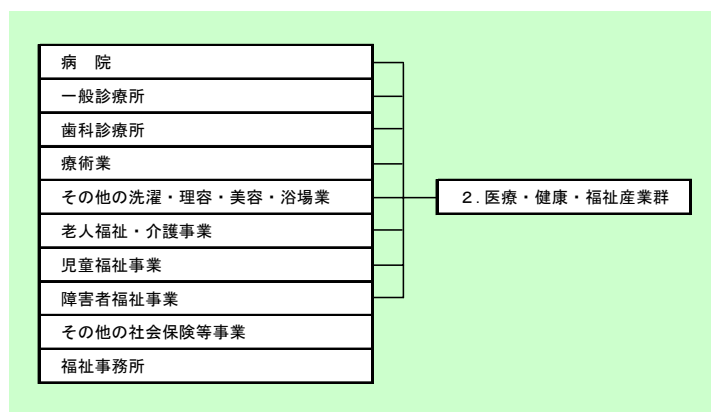 病　院
一般診療所
歯科診療所
療術業
その他の洗濯・理容・美容・浴場業
老人福祉・介護事業
児童福祉事業
障害者福祉事業
その他の社会保険等事業
福祉事務所
２.医療・健康・福祉産業群